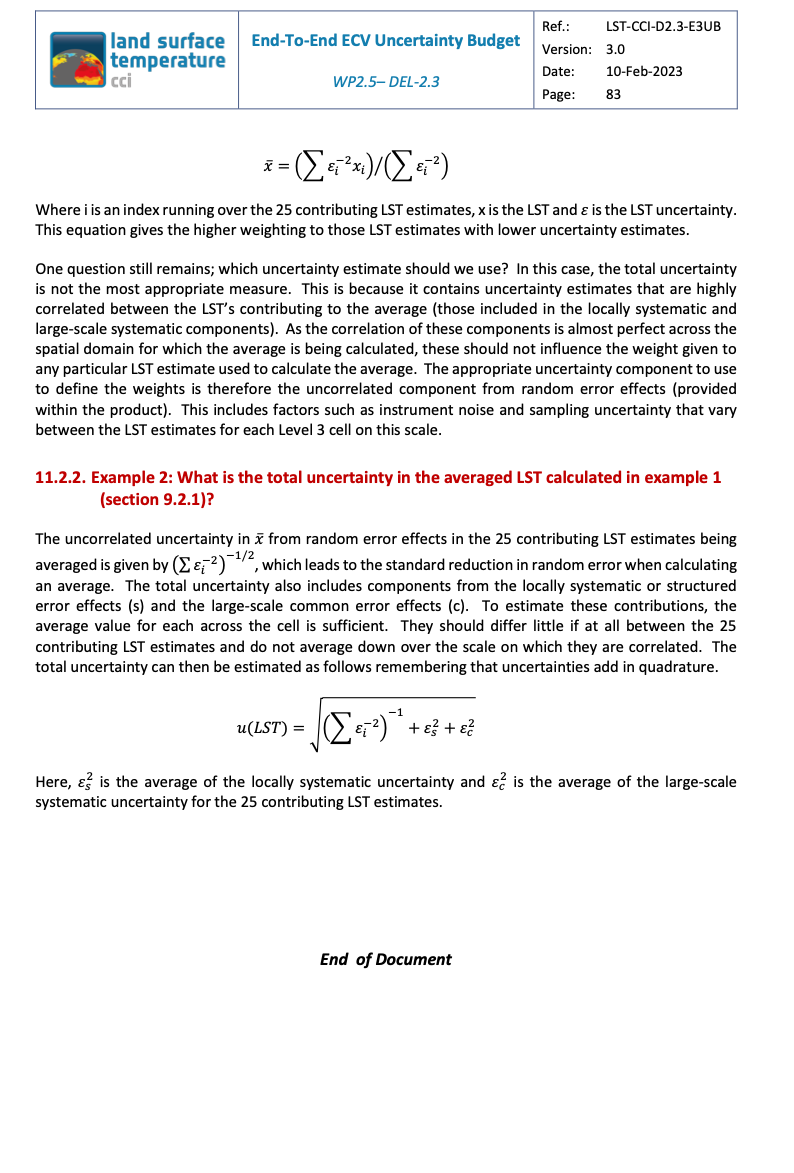 land surface
temperature
cci
End-To-End ECV Uncertainty Budget
WP2.5– DEL-2.3
Ref.: LST-CCI-D2.3-E3UB
Version: 3.0
Date: 10-Feb-2023
Page: 83
x̄ = (∑ εᵢ⁻²xᵢ)/(∑ εᵢ⁻²)
Where i is an index running over the 25 contributing LST estimates, x is the LST and ε is the LST uncertainty.
This equation gives the higher weighting to those LST estimates with lower uncertainty estimates.
One question still remains; which uncertainty estimate should we use? In this case, the total uncertainty
is not the most appropriate measure. This is because it contains uncertainty estimates that are highly
correlated between the LST's contributing to the average (those included in the locally systematic and
large-scale systematic components). As the correlation of these components is almost perfect across the
spatial domain for which the average is being calculated, these should not influence the weight given to
any particular LST estimate used to calculate the average. The appropriate uncertainty component to use
to define the weights is therefore the uncorrelated component from random error effects (provided
within the product). This includes factors such as instrument noise and sampling uncertainty that vary
between the LST estimates for each Level 3 cell on this scale.
11.2.2. Example 2: What is the total uncertainty in the averaged LST calculated in example 1
(section 9.2.1)?
The uncorrelated uncertainty in x̄ from random error effects in the 25 contributing LST estimates being
averaged is given by (∑ εᵢ⁻²)^−1/2, which leads to the standard reduction in random error when calculating
an average. The total uncertainty also includes components from the locally systematic or structured
error effects (s) and the large-scale common error effects (c). To estimate these contributions, the
average value for each across the cell is sufficient. They should differ little if at all between the 25
contributing LST estimates and do not average down over the scale on which they are correlated. The
total uncertainty can then be estimated as follows remembering that uncertainties add in quadrature.
u(LST) = √((∑ εᵢ⁻²)⁻¹ + ε_s² + ε_c²)
Here, ε_s² is the average of the locally systematic uncertainty and ε_c² is the average of the large-scale
systematic uncertainty for the 25 contributing LST estimates.
End of Document